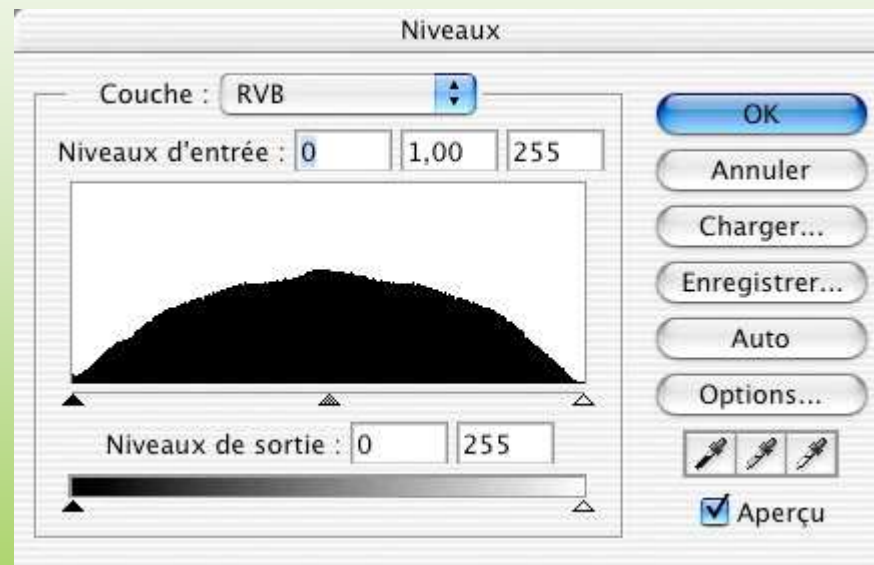 Niveaux
Couche : RVB
Niveaux d'entrée : 0 1,00 255
Niveaux de sortie : 0 255
OK
Annuler
Charger...
Enregistrer...
Auto
Options...
Aperçu